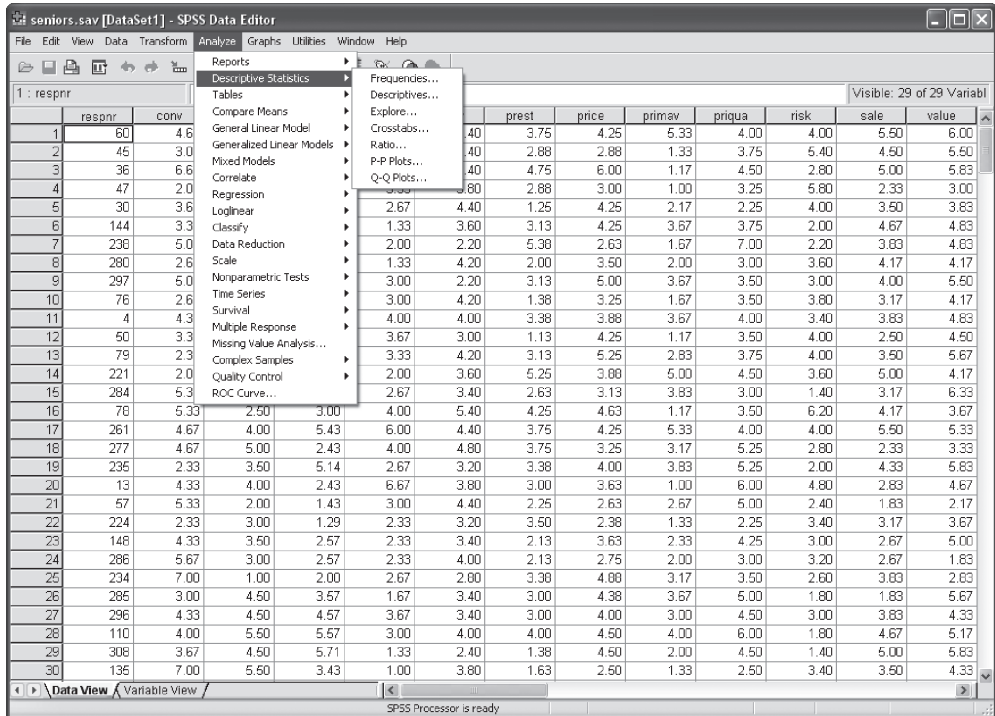 seniors.sav [DataSet1] - SPSS Data Editor
File Edit View Data Transform Analyze Graphs Utilities Window Help
Reports
Descriptive Statistics
Tables
Compare Means
General Linear Model
Generalized Linear Models
Mixed Models
Correlate
Regression
Loglinear
Classify
Data Reduction
Scale
Nonparametric Tests
Time Series
Survival
Multiple Response
Missing Value Analysis...
Complex Samples
Quality Control
ROC Curve...
Frequencies...
Descriptives...
Explore...
Crosstabs...
Ratio...
P-P Plots...
Q-Q Plots...
1 : respnr Visible: 29 of 29 Variabl
respnr conv prest price primav priqua risk sale value
1 60 4.6 .40 3.75 4.25 5.33 4.00 4.00 5.50 6.00
2 45 3.0 .40 2.88 2.88 1.33 3.75 5.40 4.50 5.50
3 36 6.6 .40 4.75 6.00 1.17 4.50 2.80 5.00 5.83
4 47 2.0 3.80 2.88 3.00 1.00 3.25 5.80 2.33 3.00
5 30 3.6 2.67 4.40 1.25 4.25 2.17 2.25 4.00 3.50 3.83
6 144 3.3 1.33 3.60 3.13 4.25 3.67 3.75 2.00 4.67 4.83
7 238 5.0 2.00 2.20 5.38 2.63 1.67 7.00 2.20 3.83 4.83
8 280 2.6 1.33 4.20 2.00 3.50 2.00 3.00 3.60 4.17 4.17
9 297 5.0 3.00 2.20 3.13 5.00 3.67 3.50 3.00 4.00 5.50
10 76 2.6 3.00 4.20 1.38 3.25 1.67 3.50 3.80 3.17 4.17
11 4 4.3 4.00 4.00 3.38 3.88 3.67 4.00 3.40 3.83 4.83
12 50 3.3 3.67 3.00 1.13 4.25 1.17 3.50 4.00 2.50 4.50
13 79 2.3 3.33 4.20 3.13 5.25 2.83 3.75 4.00 3.50 5.67
14 221 2.0 2.00 3.60 5.25 3.88 5.00 4.50 3.60 5.00 4.17
15 284 5.3 2.67 3.40 2.63 3.13 3.83 3.00 1.40 3.17 6.33
16 78 5.33 2.50 3.00 4.00 5.40 4.25 4.63 1.17 3.50 6.20 4.17 3.67
17 261 4.67 4.00 5.43 6.00 4.40 3.75 4.25 5.33 4.00 4.00 5.50 5.33
18 277 4.67 5.00 2.43 4.00 4.80 3.75 3.25 3.17 5.25 2.80 2.33 3.33
19 235 2.33 3.50 5.14 2.67 3.20 3.38 4.00 3.83 5.25 2.00 4.33 5.83
20 13 4.33 4.00 2.43 6.67 3.80 3.00 3.63 1.00 6.00 4.80 2.83 4.67
21 57 5.33 2.00 1.43 3.00 4.40 2.25 2.63 2.67 5.00 2.40 1.83 2.17
22 224 2.33 3.00 1.29 2.33 3.20 3.50 2.38 1.33 2.25 3.40 3.17 3.67
23 148 4.33 3.50 2.57 2.33 3.40 2.13 3.63 2.33 4.25 3.00 2.67 5.00
24 286 5.67 3.00 2.57 2.33 4.00 2.13 2.75 2.00 3.00 3.20 2.67 1.83
25 234 7.00 1.00 2.00 2.67 2.80 3.38 4.88 3.17 3.50 2.60 3.83 2.83
26 285 3.00 4.50 3.57 1.67 3.40 3.00 4.38 3.67 5.00 1.80 1.83 5.67
27 296 4.33 4.50 4.57 3.67 3.40 3.00 4.00 3.00 4.50 3.00 3.83 4.33
28 110 4.00 5.50 5.57 3.00 4.00 4.00 4.50 4.00 6.00 1.80 4.67 5.17
29 308 3.67 4.50 5.71 1.33 2.40 1.38 4.50 2.00 4.50 1.40 5.00 5.83
30 135 7.00 5.50 3.43 1.00 3.80 1.63 2.50 1.33 2.50 3.40 3.50 4.33
Data View Variable View
SPSS Processor is ready